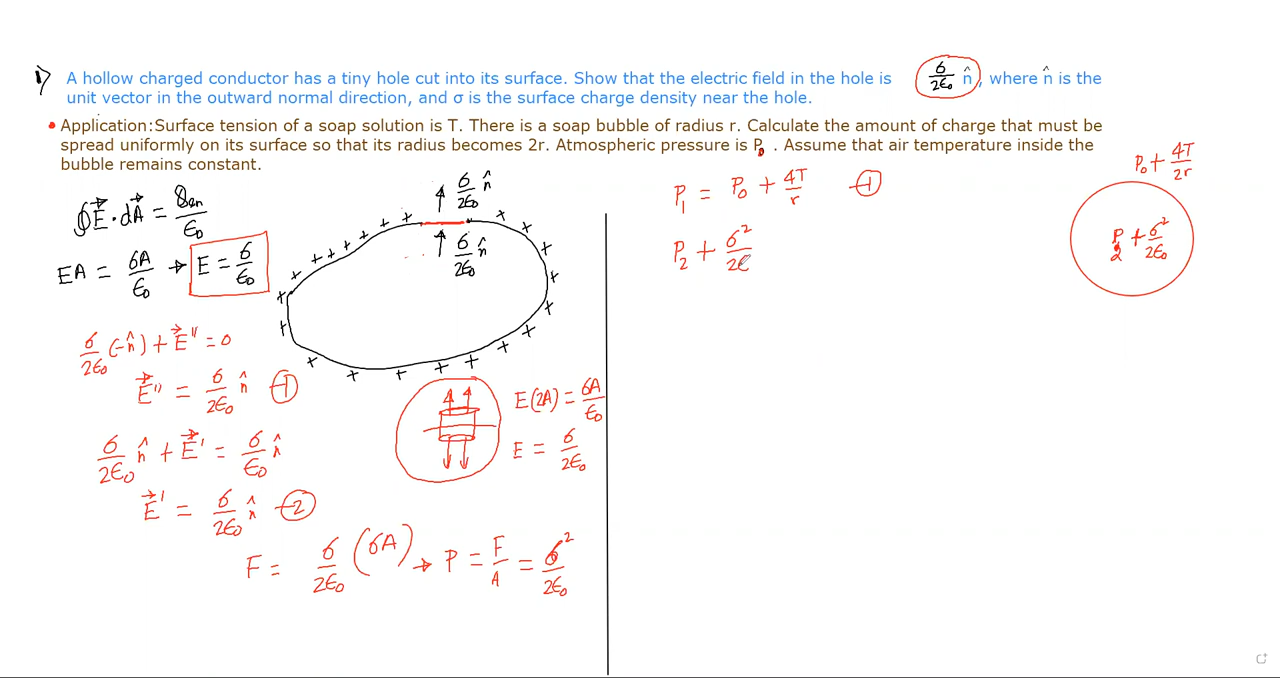 1) A hollow charged conductor has a tiny hole cut into its surface. Show that the electric field in the hole is σ/2ε₀ n̂, where n̂ is the
unit vector in the outward normal direction, and σ is the surface charge density near the hole.
• Application:Surface tension of a soap solution is T. There is a soap bubble of radius r. Calculate the amount of charge that must be
spread uniformly on its surface so that its radius becomes 2r. Atmospheric pressure is P₀ . Assume that air temperature inside the
bubble remains constant.
∮E⃗·dA⃗ = q_en/ε₀
EA = σA/ε₀ → E = σ/ε₀
σ/2ε₀ (-n̂) + E⃗'' = 0
E⃗'' = σ/2ε₀ n̂ —①
σ/2ε₀ n̂ + E⃗' = σ/ε₀ n̂
E⃗' = σ/2ε₀ n̂ —②
F = σ/2ε₀ (σA) → P = F/A = σ²/2ε₀
σ/2ε₀ n̂
σ/2ε₀ n̂
+ + + + + + + + + + + + + + + + + + + + + + +
E(2A) = σA/ε₀
E = σ/2ε₀
P₁ = P₀ + 4T/r —①
P₂ + σ²/2ε
P₀ + 4T/2r
P₂ + σ²/2ε₀